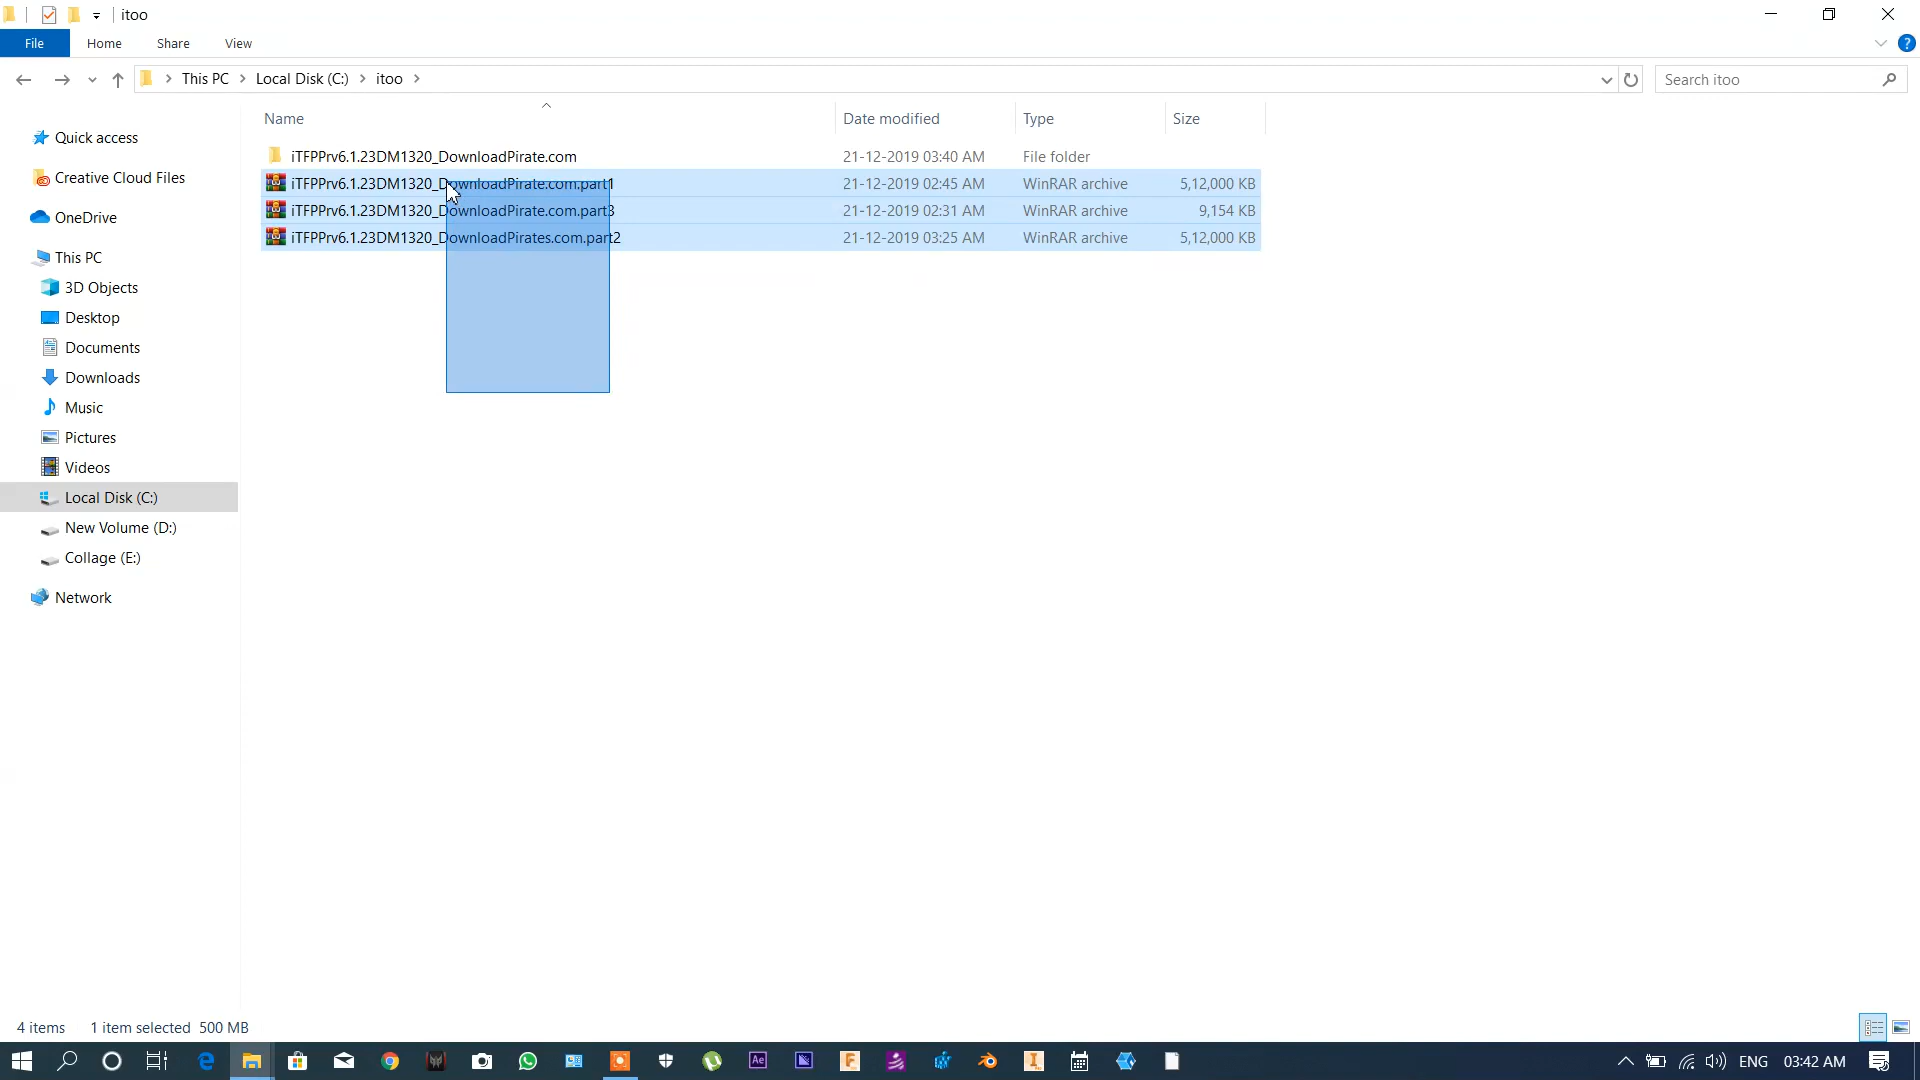 itoo
File Home Share View
This PC Local Disk (C:) itoo
Search itoo
Name Date modified Type Size
iTFPPrv6.1.23DM1320_DownloadPirate.com 21-12-2019 03:40 AM File folder
iTFPPrv6.1.23DM1320_DownloadPirate.com.part1 21-12-2019 02:45 AM WinRAR archive 5,12,000 KB
iTFPPrv6.1.23DM1320_DownloadPirate.com.part3 21-12-2019 02:31 AM WinRAR archive 9,154 KB
iTFPPrv6.1.23DM1320_DownloadPirates.com.part2 21-12-2019 03:25 AM WinRAR archive 5,12,000 KB
Quick access
Creative Cloud Files
OneDrive
This PC
3D Objects
Desktop
Documents
Downloads
Music
Pictures
Videos
Local Disk (C:)
New Volume (D:)
Collage (E:)
Network
4 items 1 item selected 500 MB
ENG 03:42 AM